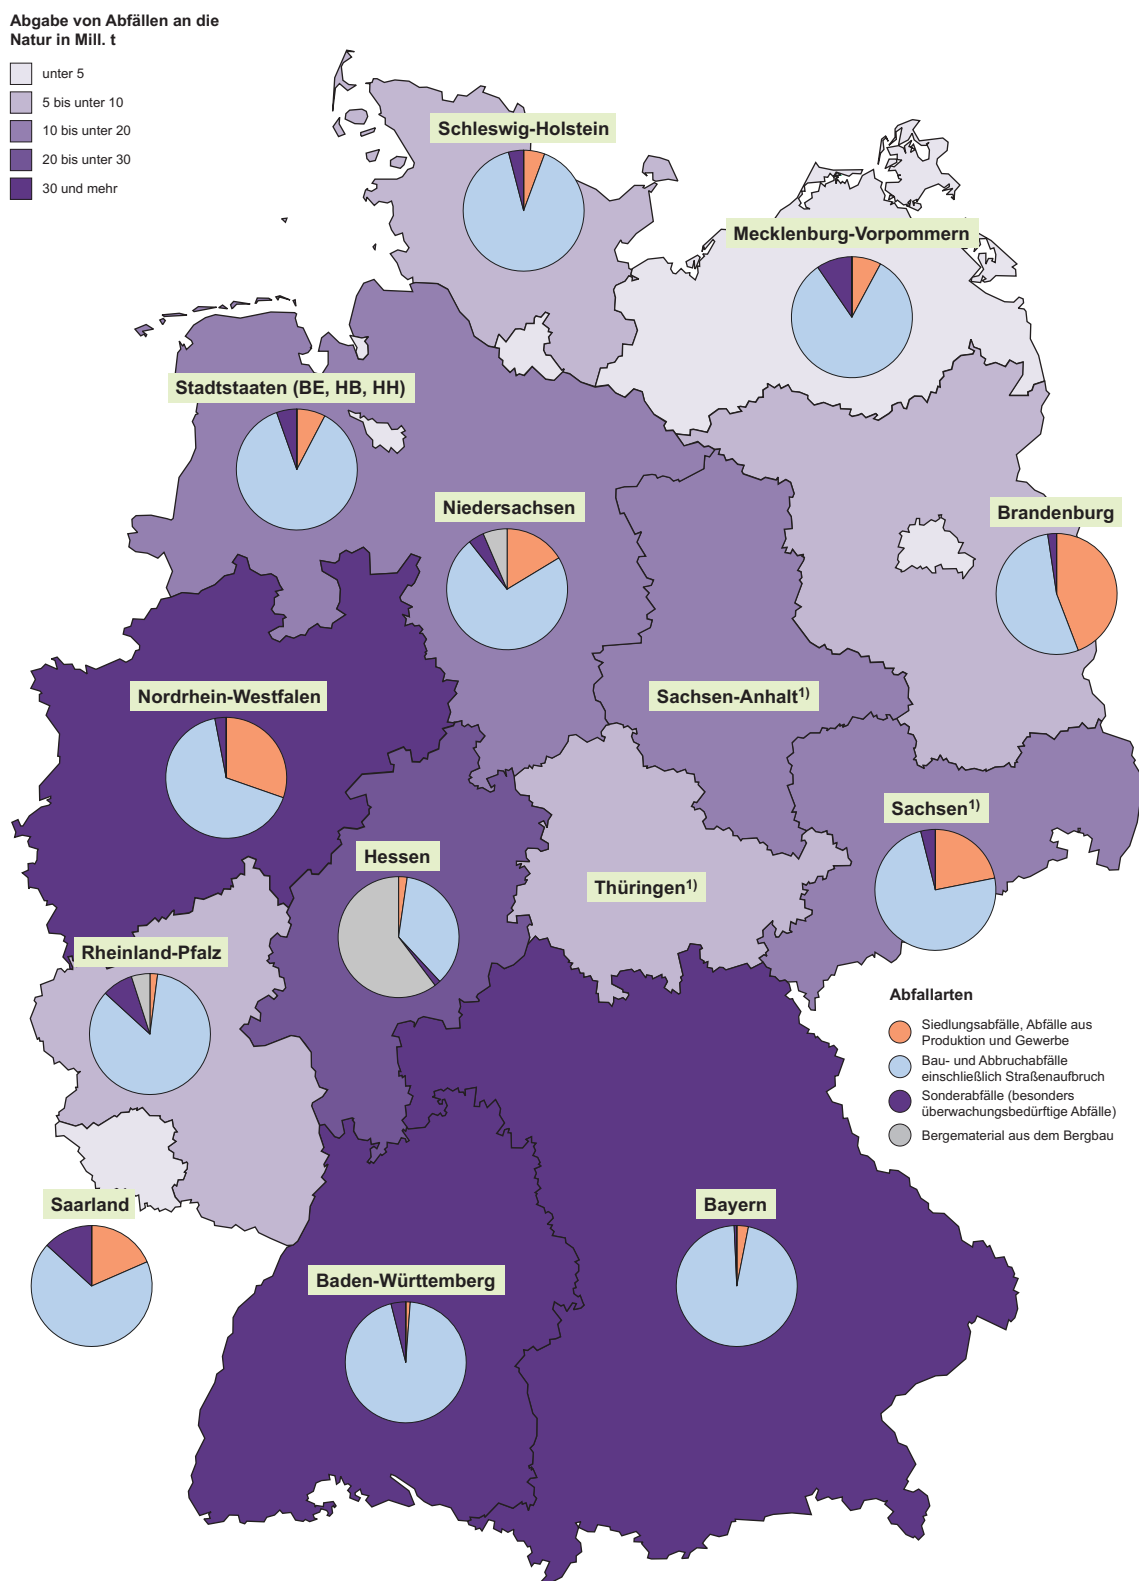 Abgabe von Abfällen an die
Natur in Mill. t
unter 5
5 bis unter 10
10 bis unter 20
20 bis unter 30
30 und mehr
Schleswig-Holstein
Mecklenburg-Vorpommern
Stadtstaaten (BE, HB, HH)
Niedersachsen
Brandenburg
Nordrhein-Westfalen
Sachsen-Anhalt1)
Sachsen1)
Hessen
Thüringen1)
Rheinland-Pfalz
Abfallarten
Siedlungsabfälle, Abfälle aus
Produktion und Gewerbe
Bau- und Abbruchabfälle
einschließlich Straßenaufbruch
Sonderabfälle (besonders
überwachungsbedürftige Abfälle)
Bergematerial aus dem Bergbau
Saarland
Bayern
Baden-Württemberg